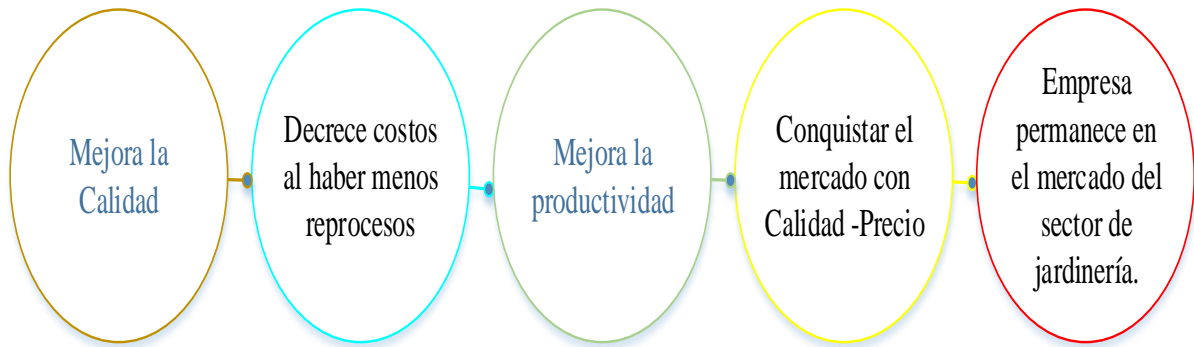 Mejora la
Calidad
Decrece costos
al haber menos
reprocesos
Mejora la
productividad
Conquistar el
mercado con
Calidad -Precio
Empresa
permanece en
el mercado del
sector de
jardinería.